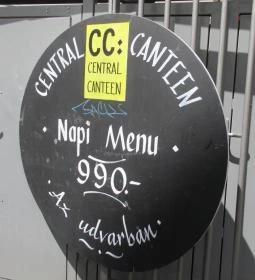 CENTRAL CANTEEN
CC:
CENTRAL
CANTEEN
· Napi Menu ·
990-
· Az udvarban ·